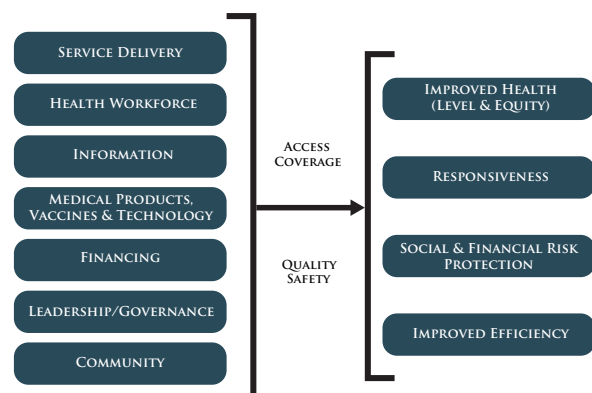 Service Delivery
Health Workforce
Information
Medical Products,
Vaccines & Technology
Financing
Leadership/Governance
Community
Access
Coverage
Quality
Safety
Improved Health
(Level & Equity)
Responsiveness
Social & Financial Risk
Protection
Improved Efficiency